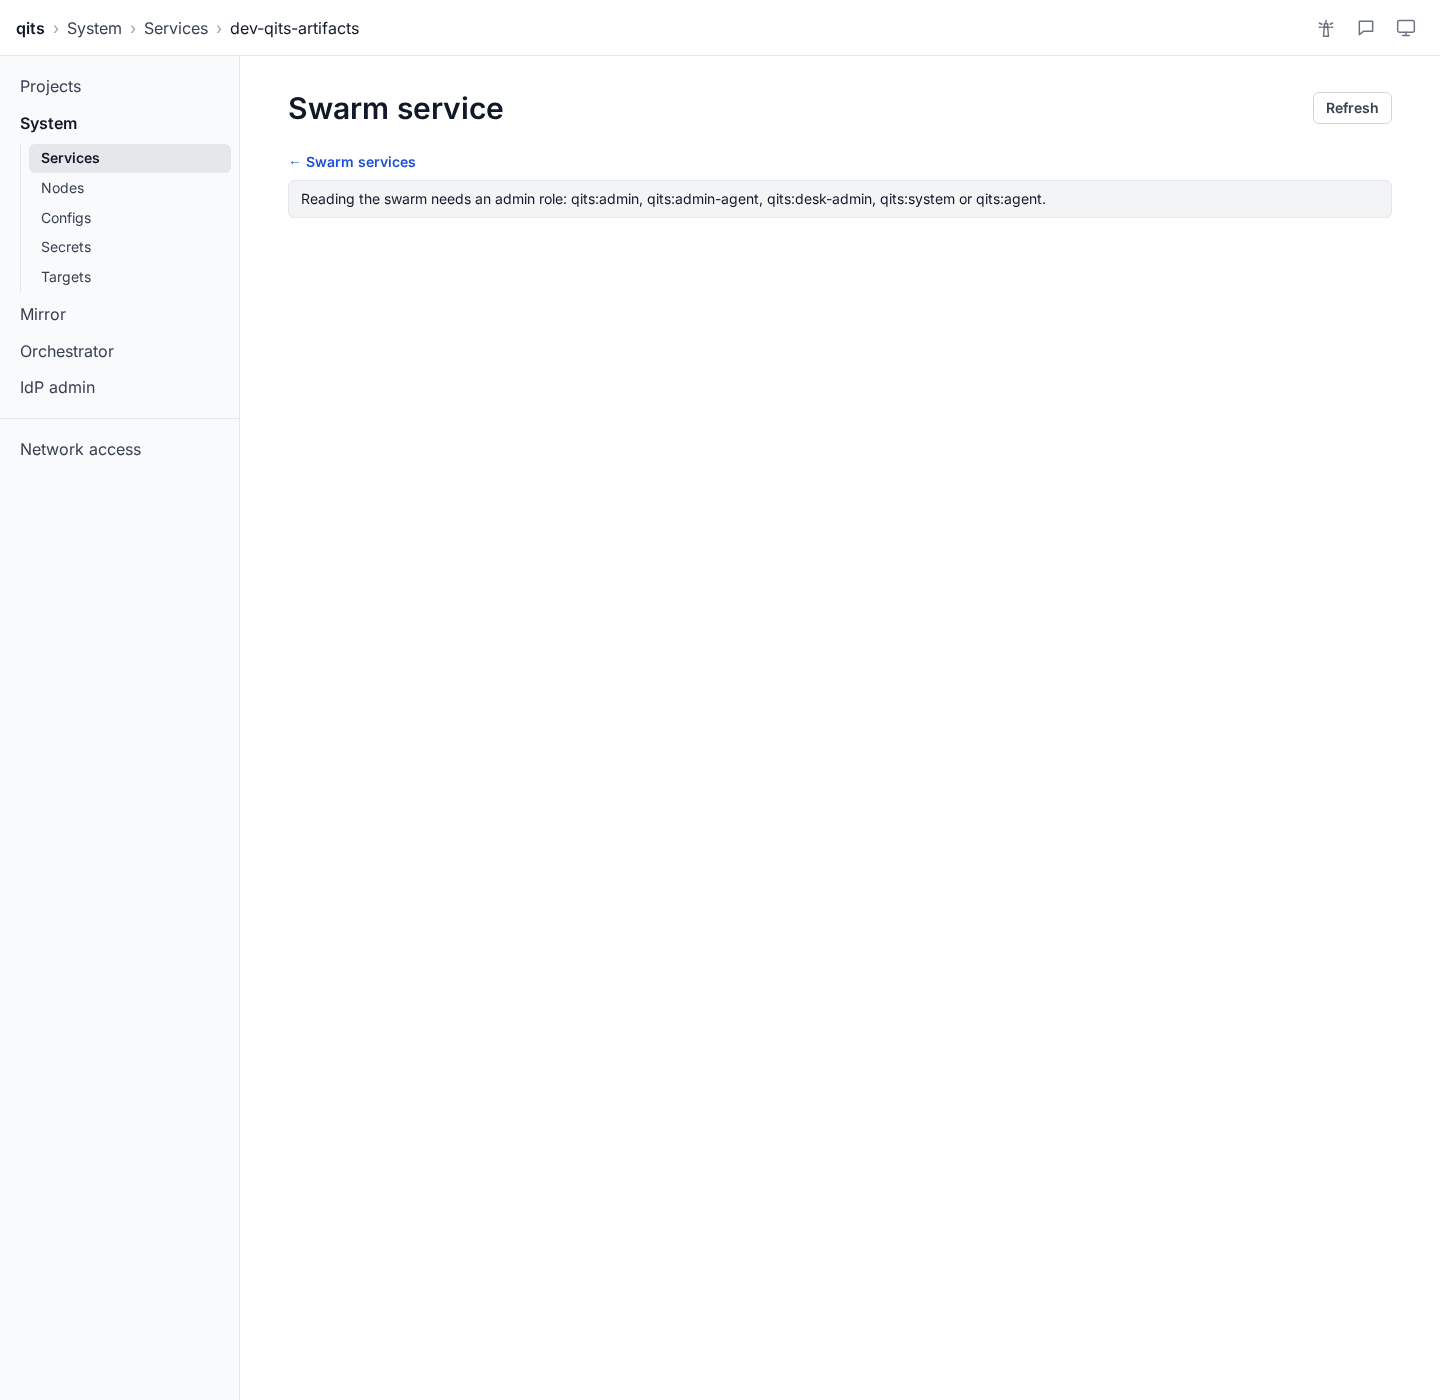 qits › System › Services › dev-qits-artifacts
Projects
System
Services
Nodes
Configs
Secrets
Targets
Mirror
Orchestrator
IdP admin
Network access
Swarm service
Refresh
← Swarm services
Reading the swarm needs an admin role: qits:admin, qits:admin-agent, qits:desk-admin, qits:system or qits:agent.